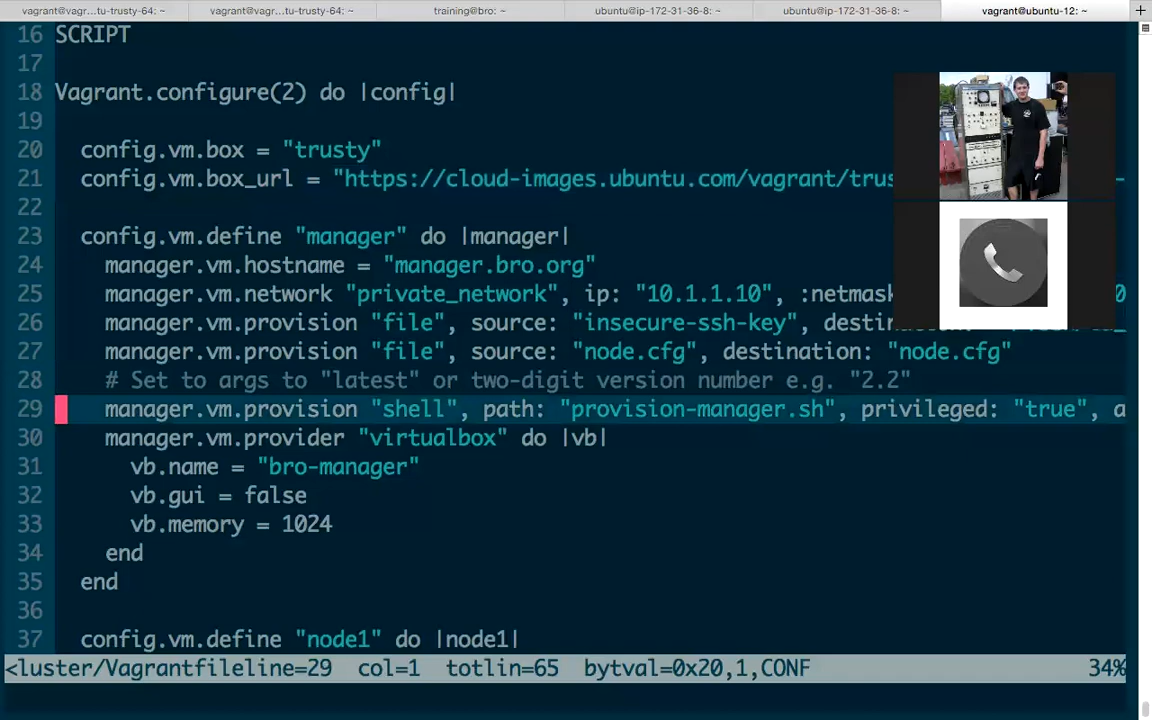 vagrant@vagr...tu-trusty-64: ~ vagrant@vagr...tu-trusty-64: ~ training@bro: ~ ubuntu@ip-172-31-36-8: ~ ubuntu@ip-172-31-36-8: ~ vagrant@ubuntu-12: ~ +
16 SCRIPT
17
18 Vagrant.configure(2) do |config|
19
20 config.vm.box = "trusty"
21 config.vm.box_url = "https://cloud-images.ubuntu.com/vagrant/trus -
22
23 config.vm.define "manager" do |manager|
24 manager.vm.hostname = "manager.bro.org"
25 manager.vm.network "private_network", ip: "10.1.1.10", :netmask 0
26 manager.vm.provision "file", source: "insecure-ssh-key", destination:
27 manager.vm.provision "file", source: "node.cfg", destination: "node.cfg"
28 # Set to args to "latest" or two-digit version number e.g. "2.2"
29 manager.vm.provision "shell", path: "provision-manager.sh", privileged: "true", a
30 manager.vm.provider "virtualbox" do |vb|
31 vb.name = "bro-manager"
32 vb.gui = false
33 vb.memory = 1024
34 end
35 end
36
37 config.vm.define "node1" do |node1|
<luster/Vagrantfileline=29 col=1 totlin=65 bytval=0x20,1,CONF 34%